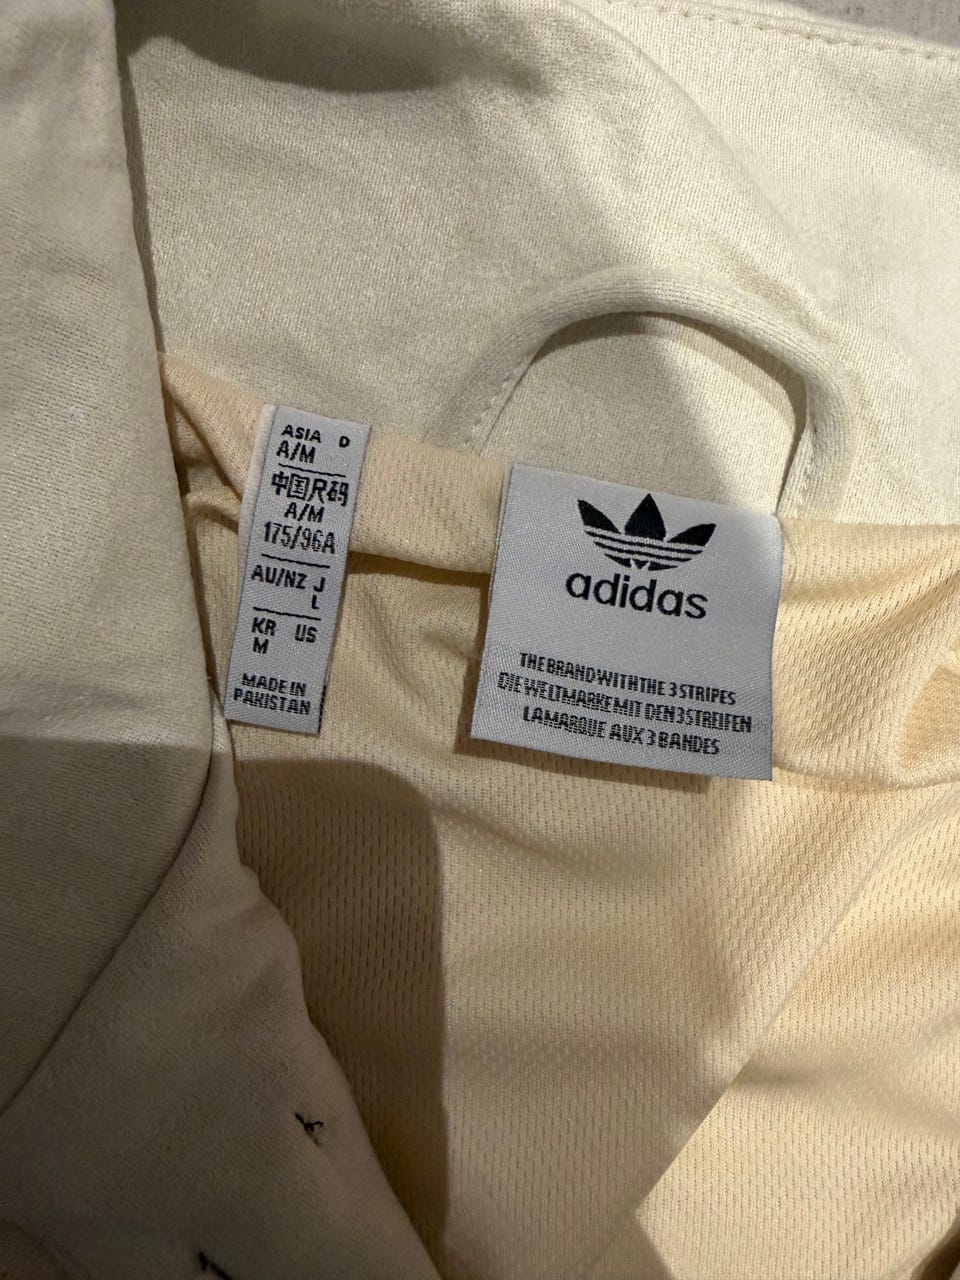 ASIA D
A/M
中国尺码
A/M
175/96A
AU/NZ J
L
KR US
M
MADE IN
PAKISTAN
adidas
THE BRAND WITH THE 3 STRIPES
DIE WELTMARKE MIT DEN 3 STREIFEN
LA MARQUE AUX 3 BANDES